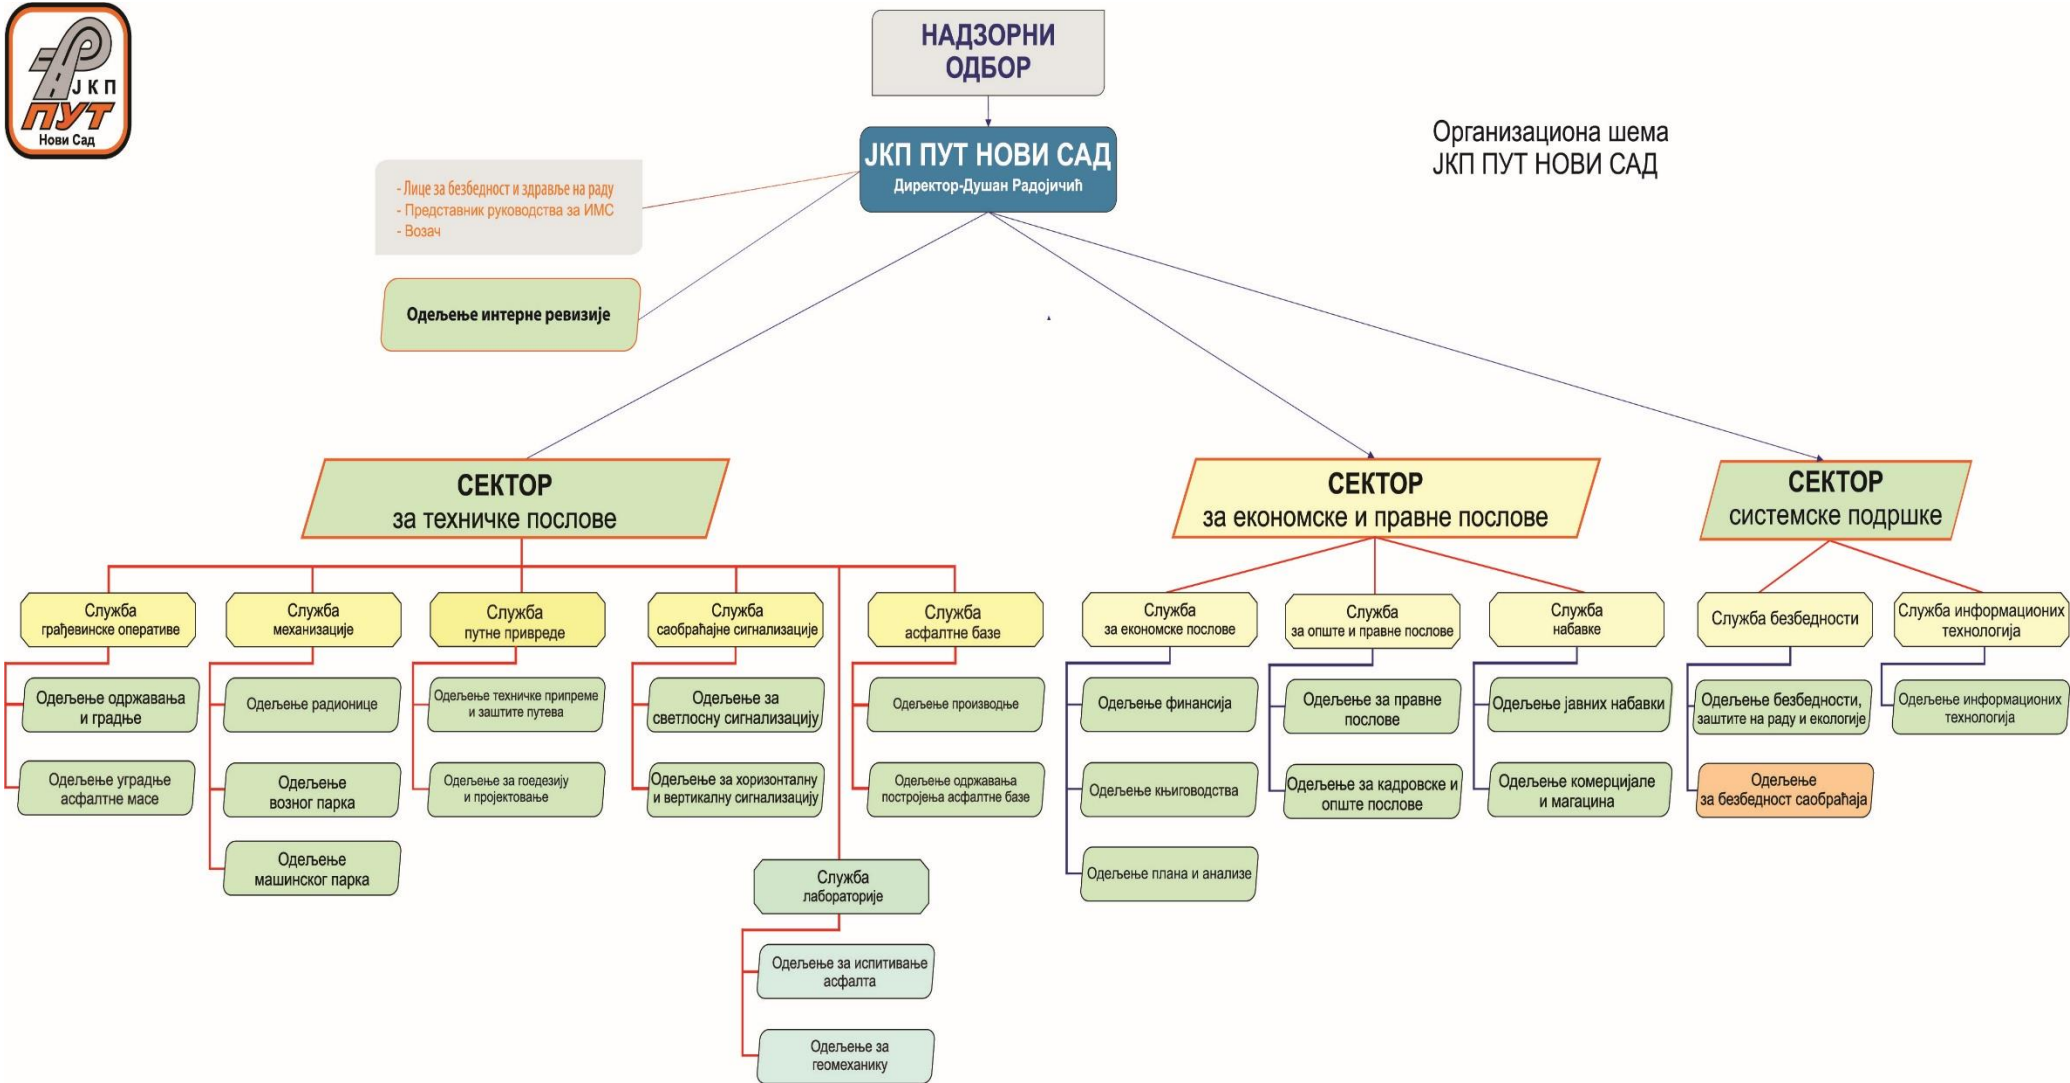 ЈКП
ПУТ
Нови Сад
НАДЗОРНИ
ОДБОР
ЈКП ПУТ НОВИ САД
Директор-Душан Радојичић
Организациона шема
ЈКП ПУТ НОВИ САД
- Лице за безбедност и здравље на раду
- Представник руководства за ИМС
- Возач
Одељење интерне ревизије
СЕКТОР
за техничке послове
СЕКТОР
за економске и правне послове
СЕКТОР
системске подршке
Служба
грађевинске оперативе
Служба
механизације
Служба
путне привреде
Служба
саобраћајне сигнализације
Служба
асфалтне базе
Служба
за економске послове
Служба
за опште и правне послове
Служба
набавке
Служба безбедности
Служба информационих
технологија
Одељење одржавања
и градње
Одељење радионице
Одељење техничке припреме
и заштите путева
Одељење за
светлосну сигнализацију
Одељење производње
Одељење финансија
Одељење за правне
послове
Одељење јавних набавки
Одељење безбедности,
заштите на раду и екологије
Одељење информационих
технологија
Одељење уградње
асфалтне масе
Одељење
возног парка
Одељење за гоедезију
и пројектовање
Одељење за хоризонталну
и вертикалну сигнализацију
Одељење одржавања
постројења асфалтне базе
Одељење књиговодства
Одељење за кадровске и
опште послове
Одељење комерцијале
и магацина
Одељење
за безбедност саобраћаја
Одељење
машинског парка
Служба
лабораторије
Одељење плана и анализе
Одељење за испитивање
асфалта
Одељење за
геомеханику